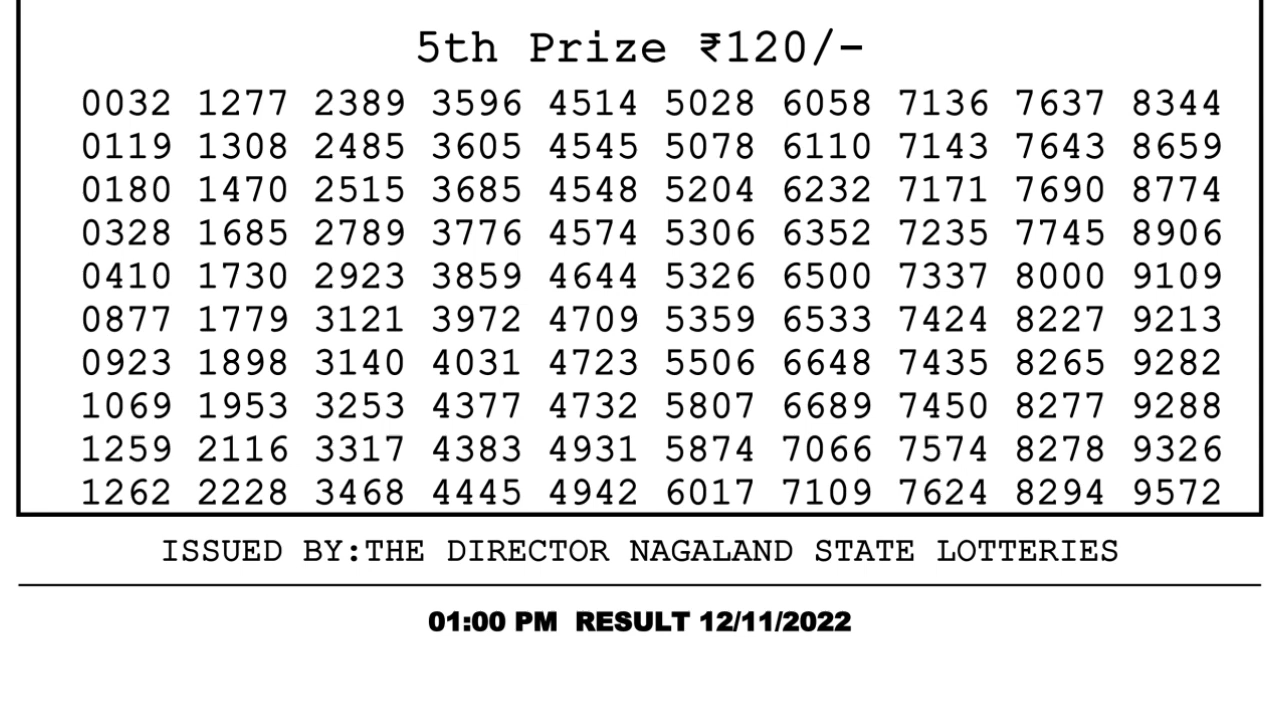 5th Prize ₹120/-
0032 1277 2389 3596 4514 5028 6058 7136 7637 8344
0119 1308 2485 3605 4545 5078 6110 7143 7643 8659
0180 1470 2515 3685 4548 5204 6232 7171 7690 8774
0328 1685 2789 3776 4574 5306 6352 7235 7745 8906
0410 1730 2923 3859 4644 5326 6500 7337 8000 9109
0877 1779 3121 3972 4709 5359 6533 7424 8227 9213
0923 1898 3140 4031 4723 5506 6648 7435 8265 9282
1069 1953 3253 4377 4732 5807 6689 7450 8277 9288
1259 2116 3317 4383 4931 5874 7066 7574 8278 9326
1262 2228 3468 4445 4942 6017 7109 7624 8294 9572
ISSUED BY:THE DIRECTOR NAGALAND STATE LOTTERIES
01:00 PM RESULT 12/11/2022